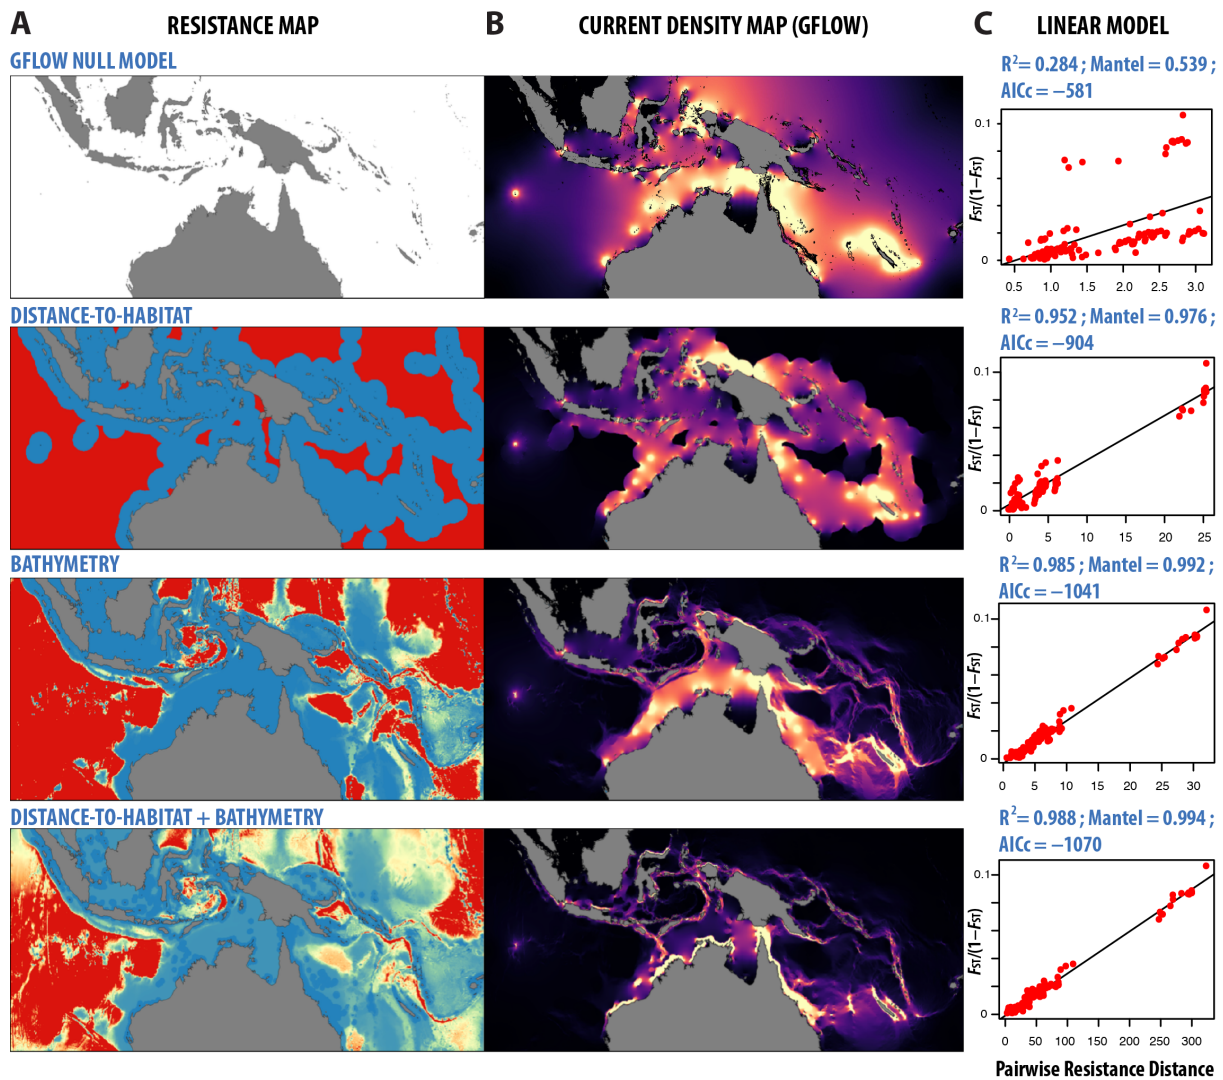 A RESISTANCE MAP B CURRENT DENSITY MAP (GFLOW) C LINEAR MODEL
GFLOW NULL MODEL
R²= 0.284 ; Mantel = 0.539 ;
AICc = −581
0.1
0
FST/(1−FST)
0.5 1.0 1.5 2.0 2.5 3.0
DISTANCE-TO-HABITAT
R²= 0.952 ; Mantel = 0.976 ;
AICc = −904
0.1
0
FST/(1−FST)
0 5 10 15 20 25
BATHYMETRY
R²= 0.985 ; Mantel = 0.992 ;
AICc = −1041
0.1
0
FST/(1−FST)
0 5 10 15 20 25 30
DISTANCE-TO-HABITAT + BATHYMETRY
R²= 0.988 ; Mantel = 0.994 ;
AICc = −1070
0.1
0
FST/(1−FST)
0 50 100 150 200 250 300
Pairwise Resistance Distance